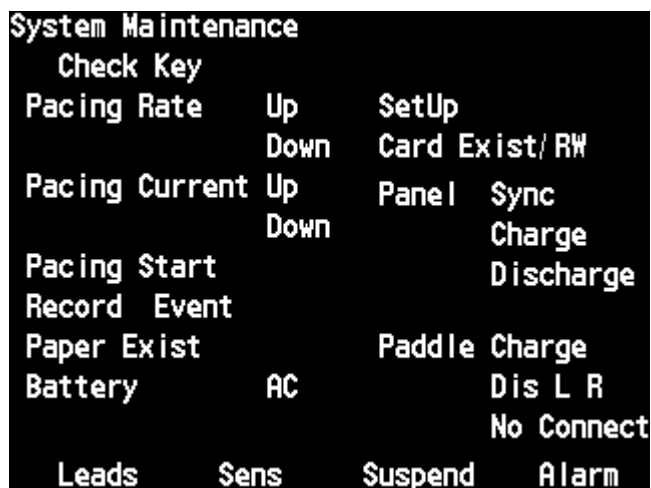 System Maintenance
Check Key
Pacing Rate Up SetUp
Down Card Exist/RW
Pacing Current Up Panel Sync
Down Charge
Pacing Start Discharge
Record Event
Paper Exist Paddle Charge
Battery AC Dis L R
No Connect
Leads Sens Suspend Alarm